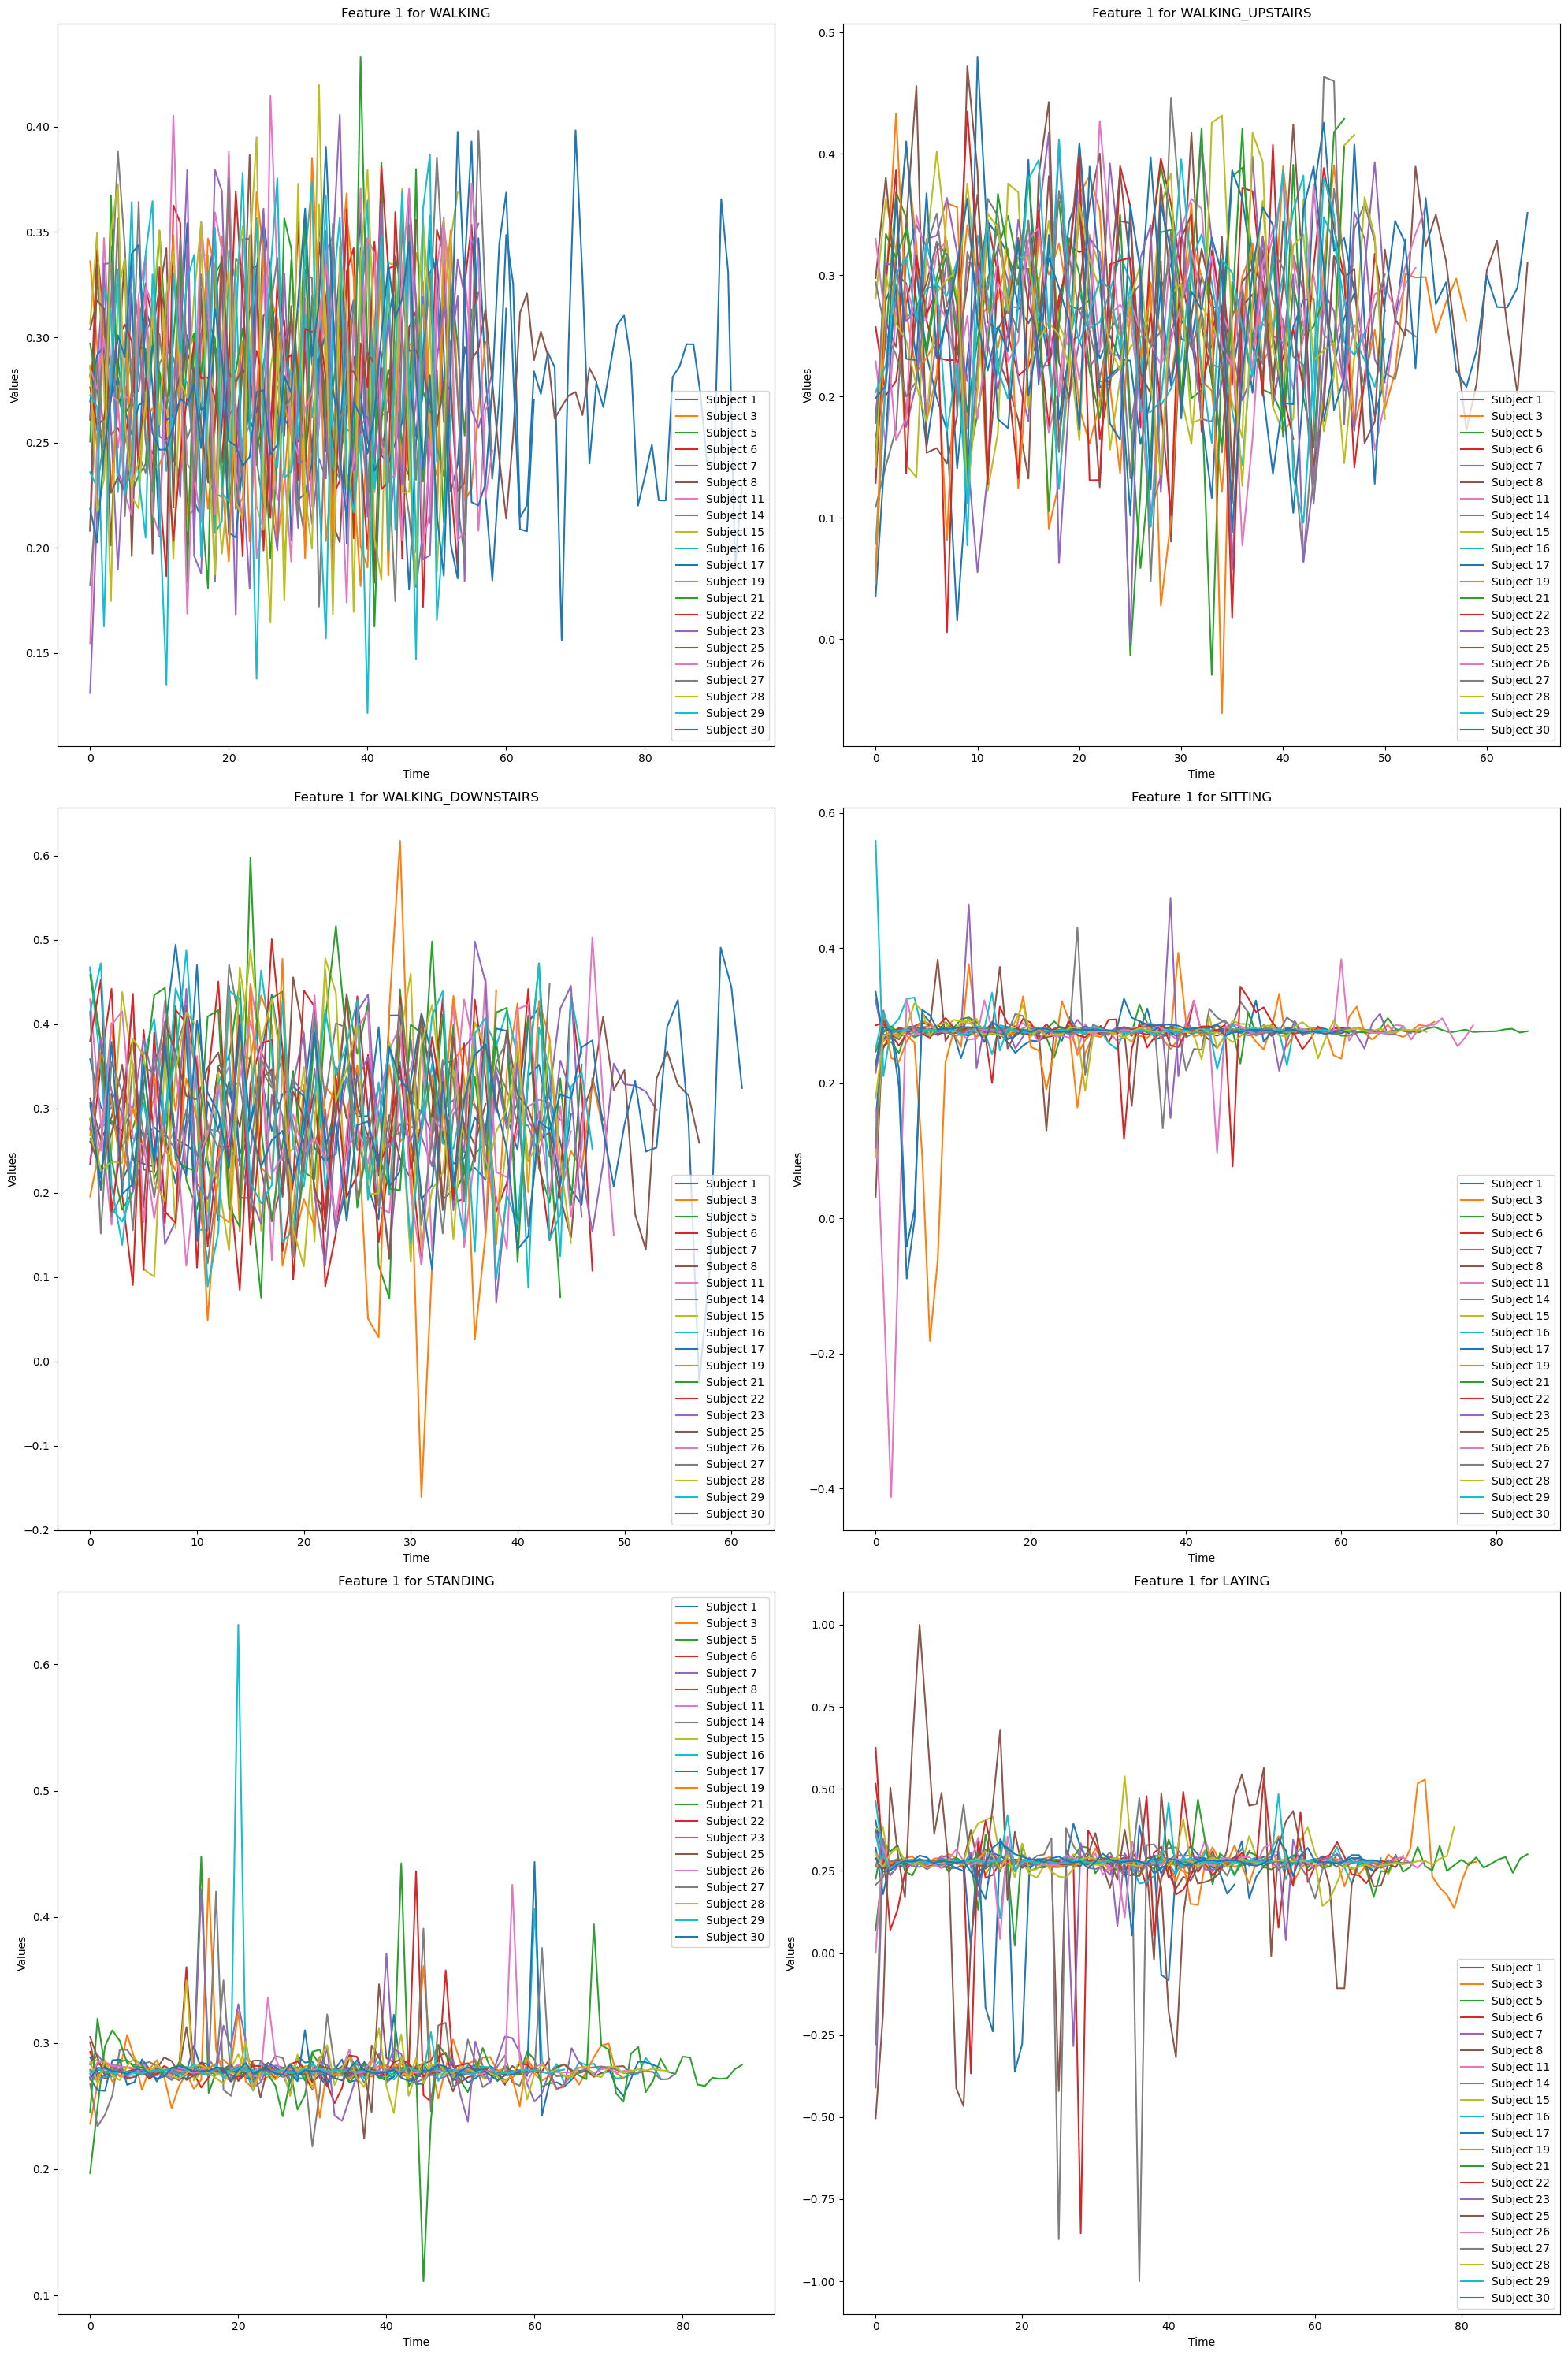 Feature 1 for WALKING
Values
0.40
0.35
0.30
0.25
0.20
0.15
0
20
40
60
80
Time
Subject 1
Subject 3
Subject 5
Subject 6
Subject 7
Subject 8
Subject 11
Subject 14
Subject 15
Subject 16
Subject 17
Subject 19
Subject 21
Subject 22
Subject 23
Subject 25
Subject 26
Subject 27
Subject 28
Subject 29
Subject 30
Feature 1 for WALKING_UPSTAIRS
Values
0.5
0.4
0.3
0.2
0.1
0.0
0
10
20
30
40
50
60
Time
Subject 1
Subject 3
Subject 5
Subject 6
Subject 7
Subject 8
Subject 11
Subject 14
Subject 15
Subject 16
Subject 17
Subject 19
Subject 21
Subject 22
Subject 23
Subject 25
Subject 26
Subject 27
Subject 28
Subject 29
Subject 30
Feature 1 for WALKING_DOWNSTAIRS
Values
0.6
0.5
0.4
0.3
0.2
0.1
0.0
−0.1
−0.2
0
10
20
30
40
50
60
Time
Subject 1
Subject 3
Subject 5
Subject 6
Subject 7
Subject 8
Subject 11
Subject 14
Subject 15
Subject 16
Subject 17
Subject 19
Subject 21
Subject 22
Subject 23
Subject 25
Subject 26
Subject 27
Subject 28
Subject 29
Subject 30
Feature 1 for SITTING
Values
0.6
0.4
0.2
0.0
−0.2
−0.4
0
20
40
60
80
Time
Subject 1
Subject 3
Subject 5
Subject 6
Subject 7
Subject 8
Subject 11
Subject 14
Subject 15
Subject 16
Subject 17
Subject 19
Subject 21
Subject 22
Subject 23
Subject 25
Subject 26
Subject 27
Subject 28
Subject 29
Subject 30
Feature 1 for STANDING
Values
0.6
0.5
0.4
0.3
0.2
0.1
0
20
40
60
80
Time
Subject 1
Subject 3
Subject 5
Subject 6
Subject 7
Subject 8
Subject 11
Subject 14
Subject 15
Subject 16
Subject 17
Subject 19
Subject 21
Subject 22
Subject 23
Subject 25
Subject 26
Subject 27
Subject 28
Subject 29
Subject 30
Feature 1 for LAYING
Values
1.00
0.75
0.50
0.25
0.00
−0.25
−0.50
−0.75
−1.00
0
20
40
60
80
Time
Subject 1
Subject 3
Subject 5
Subject 6
Subject 7
Subject 8
Subject 11
Subject 14
Subject 15
Subject 16
Subject 17
Subject 19
Subject 21
Subject 22
Subject 23
Subject 25
Subject 26
Subject 27
Subject 28
Subject 29
Subject 30